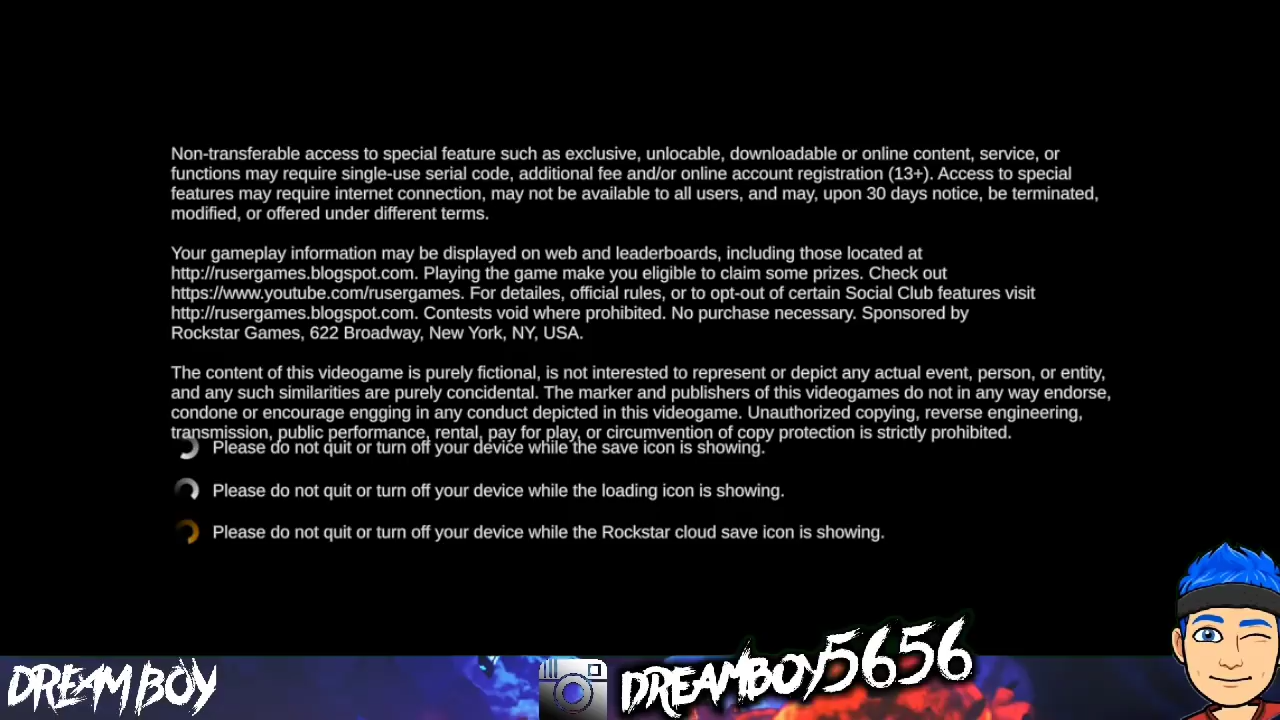 Non-transferable access to special feature such as exclusive, unlocable, downloadable or online content, service, or
functions may require single-use serial code, additional fee and/or online account registration (13+). Access to special
features may require internet connection, may not be available to all users, and may, upon 30 days notice, be terminated,
modified, or offered under different terms.
Your gameplay information may be displayed on web and leaderboards, including those located at
http://rusergames.blogspot.com. Playing the game make you eligible to claim some prizes. Check out
https://www.youtube.com/rusergames. For detailes, official rules, or to opt-out of certain Social Club features visit
http://rusergames.blogspot.com. Contests void where prohibited. No purchase necessary. Sponsored by
Rockstar Games, 622 Broadway, New York, NY, USA.
The content of this videogame is purely fictional, is not interested to represent or depict any actual event, person, or entity,
and any such similarities are purely concidental. The marker and publishers of this videogames do not in any way endorse,
condone or encourage engging in any conduct depicted in this videogame. Unauthorized copying, reverse engineering,
transmission, public performance, rental, pay for play, or circumvention of copy protection is strictly prohibited.
Please do not quit or turn off your device while the save icon is showing.
Please do not quit or turn off your device while the loading icon is showing.
Please do not quit or turn off your device while the Rockstar cloud save icon is showing.
DREAM BOY
DREAMBOY5656